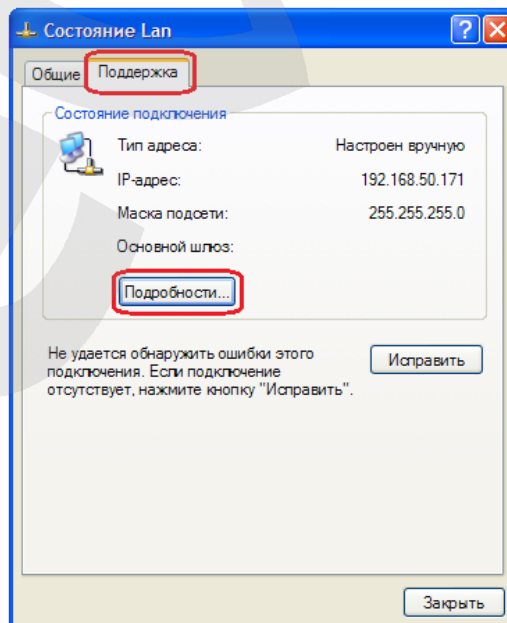 Состояние Lan
Общие Поддержка
Состояние подключения
Тип адреса: Настроен вручную
IP-адрес: 192.168.50.171
Маска подсети: 255.255.255.0
Основной шлюз:
Подробности...
Не удается обнаружить ошибки этого
подключения. Если подключение
отсутствует, нажмите кнопку "Исправить".
Исправить
Закрыть